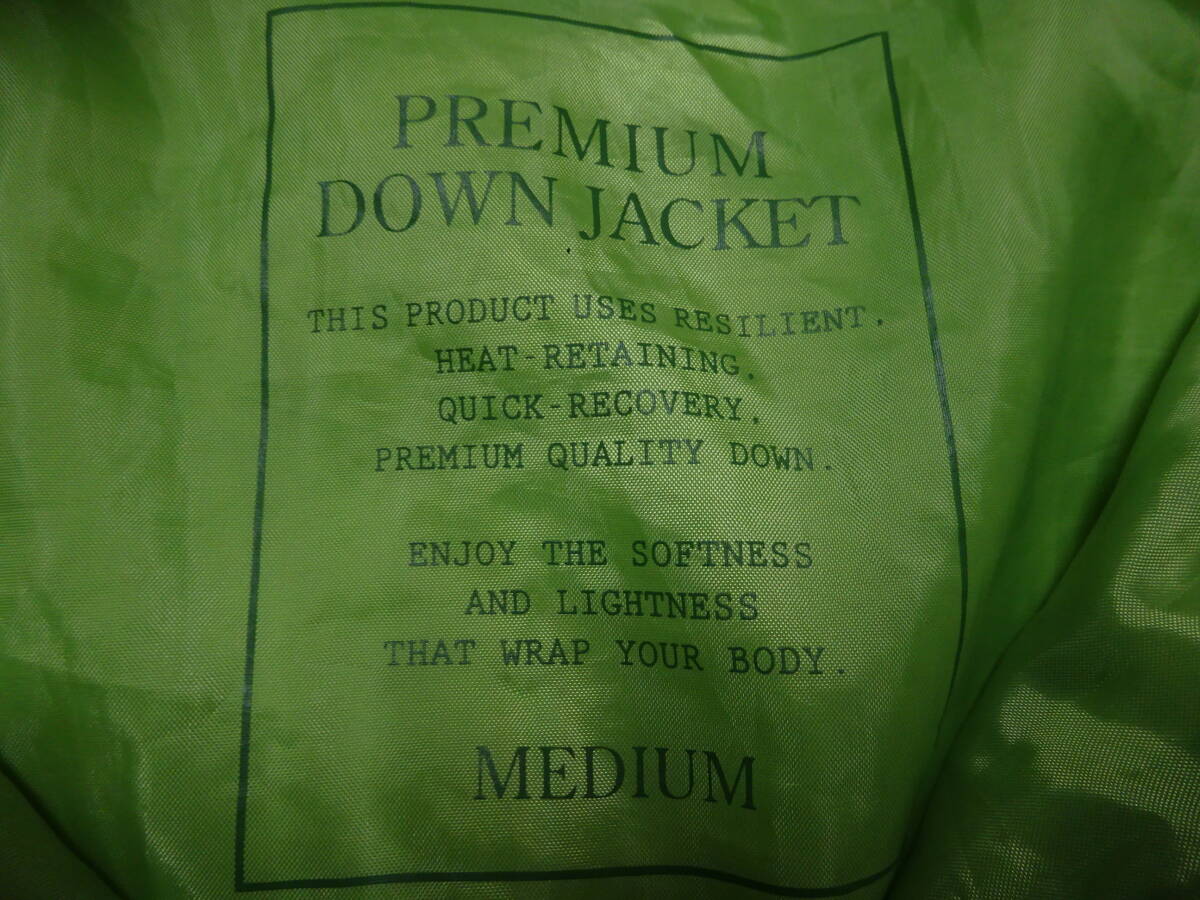 PREMIUM
DOWN JACKET
THIS PRODUCT USES RESILIENT.
HEAT-RETAINING.
QUICK-RECOVERY.
PREMIUM QUALITY DOWN.
ENJOY THE SOFTNESS
AND LIGHTNESS
THAT WRAP YOUR BODY.
MEDIUM